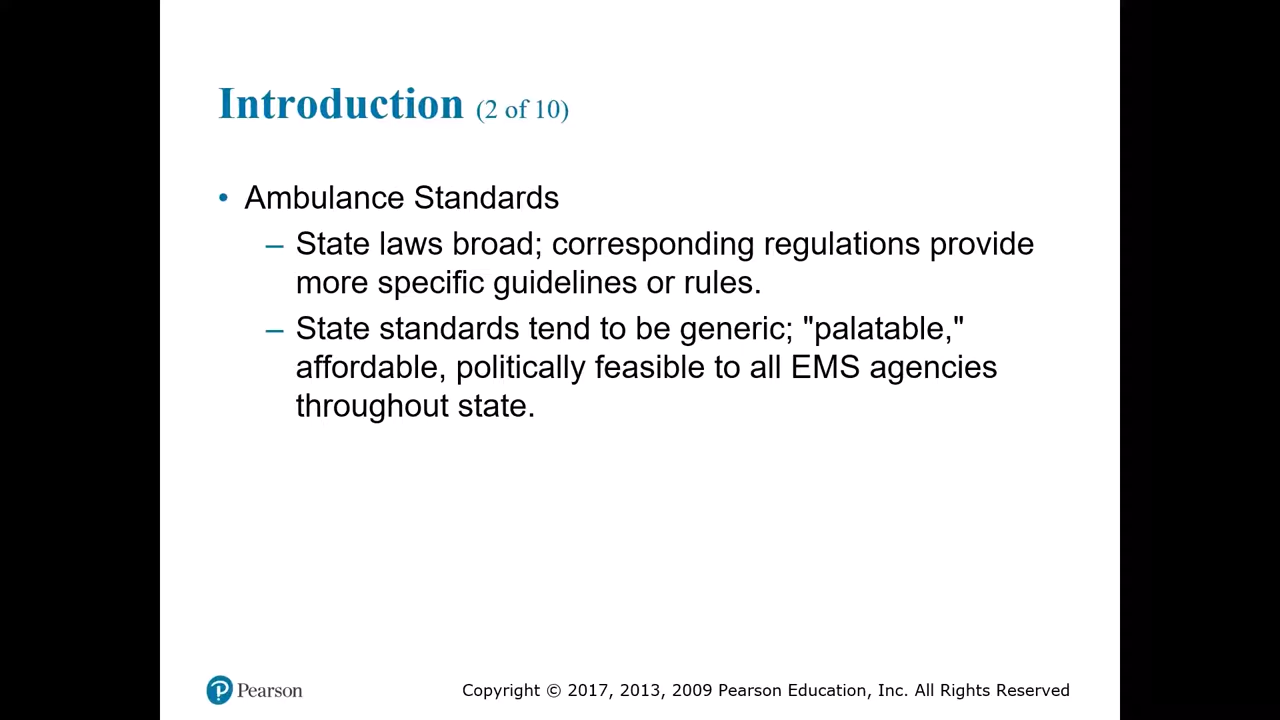 Introduction (2 of 10)
• Ambulance Standards
– State laws broad; corresponding regulations provide
more specific guidelines or rules.
– State standards tend to be generic; "palatable,"
affordable, politically feasible to all EMS agencies
throughout state.
P Pearson
Copyright © 2017, 2013, 2009 Pearson Education, Inc. All Rights Reserved